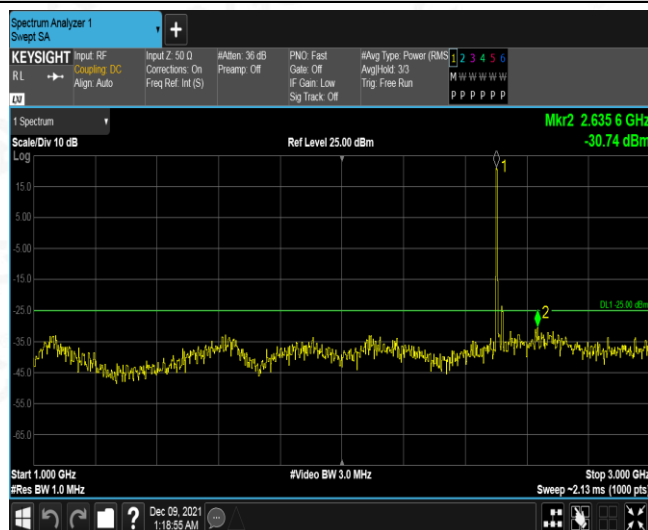 Spectrum Analyzer 1
Swept SA
+
KEYSIGHT Input: RF Input Z: 50 Ω #Atten: 36 dB PNO: Fast #Avg Type: Power (RMS 1 2 3 4 5 6
RL Coupling: DC Corrections: On Preamp: Off Gate: Off Avg|Hold: 3/3 M W W W W W
Align: Auto Freq Ref: Int (S) IF Gain: Low Trig: Free Run
Sig Track: Off P P P P P P
LXI
1 Spectrum Mkr2 2.635 6 GHz
Scale/Div 10 dB Ref Level 25.00 dBm -30.74 dBm
Log
1
15.0
5.00
-5.00
-15.0
-25.0 DL1 -25.00 dBm
2
-35.0
-45.0
-55.0
-65.0
Start 1.000 GHz #Video BW 3.0 MHz Stop 3.000 GHz
#Res BW 1.0 MHz Sweep ~2.13 ms (1000 pts)
? Dec 09, 2021
1:18:55 AM